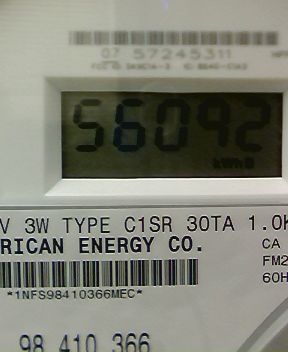 07 57245311
56092
kWh
V 3W TYPE C1SR 30TA 1.0K
RICAN ENERGY CO.
CA
FM2
60H
*1NFS98410366MEC*
98 410 366